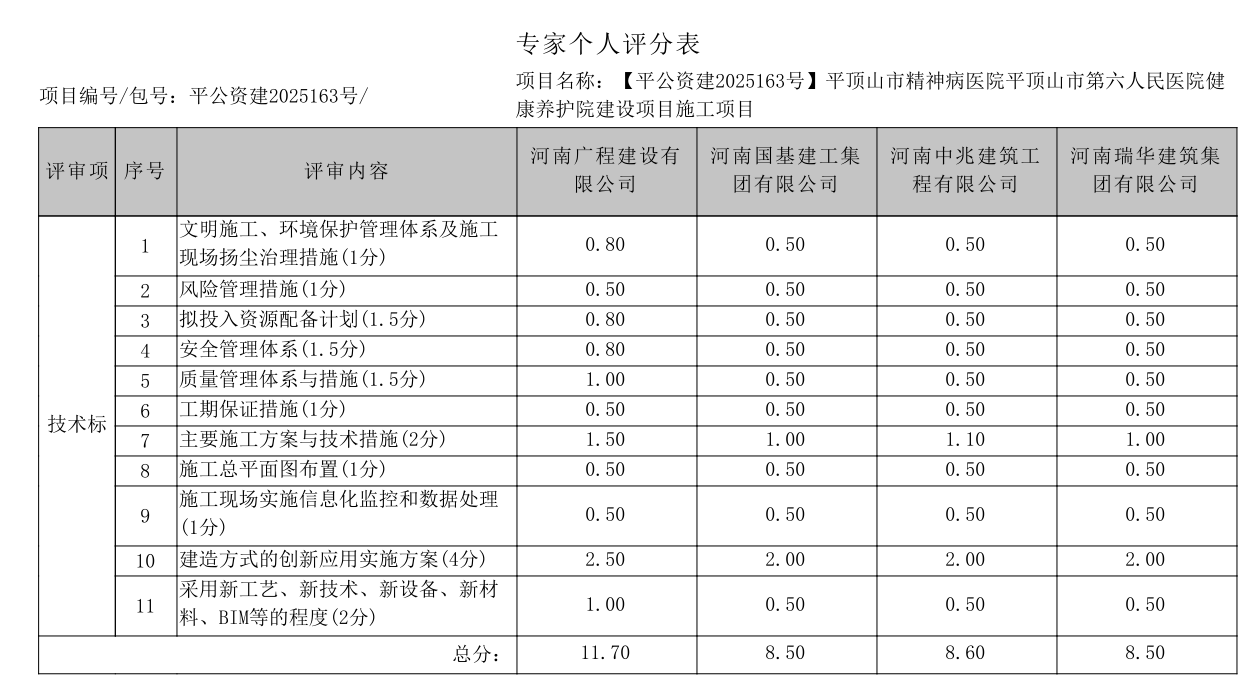 专家个人评分表
项目编号/包号：平公资建2025163号/
项目名称：【平公资建2025163号】平顶山市精神病医院平顶山市第六人民医院健
康养护院建设项目施工项目
评审项 序号 评审内容 河南广程建设有限公司 河南国基建工集团有限公司 河南中兆建筑工程有限公司 河南瑞华建筑集团有限公司
技术标
1 文明施工、环境保护管理体系及施工
现场扬尘治理措施(1分) 0.80 0.50 0.50 0.50
2 风险管理措施(1分) 0.50 0.50 0.50 0.50
3 拟投入资源配备计划(1.5分) 0.80 0.50 0.50 0.50
4 安全管理体系(1.5分) 0.80 0.50 0.50 0.50
5 质量管理体系与措施(1.5分) 1.00 0.50 0.50 0.50
6 工期保证措施(1分) 0.50 0.50 0.50 0.50
7 主要施工方案与技术措施(2分) 1.50 1.00 1.10 1.00
8 施工总平面图布置(1分) 0.50 0.50 0.50 0.50
9 施工现场实施信息化监控和数据处理
(1分) 0.50 0.50 0.50 0.50
10 建造方式的创新应用实施方案(4分) 2.50 2.00 2.00 2.00
11 采用新工艺、新技术、新设备、新材
料、BIM等的程度(2分) 1.00 0.50 0.50 0.50
总分： 11.70 8.50 8.60 8.50